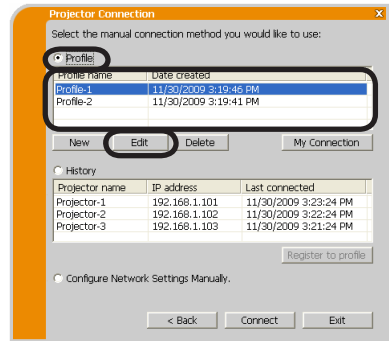 Projector Connection X
Select the manual connection method you would like to use:
Profile
Profile name Date created
Profile-1 11/30/2009 3:19:46 PM
Profile-2 11/30/2009 3:19:41 PM
New Edit Delete My Connection
History
Projector name IP address Last connected
Projector-1 192.168.1.101 11/30/2009 3:23:24 PM
Projector-2 192.168.1.102 11/30/2009 3:22:24 PM
Projector-3 192.168.1.103 11/30/2009 3:21:24 PM
Register to profile
Configure Network Settings Manually.
< Back Connect Exit